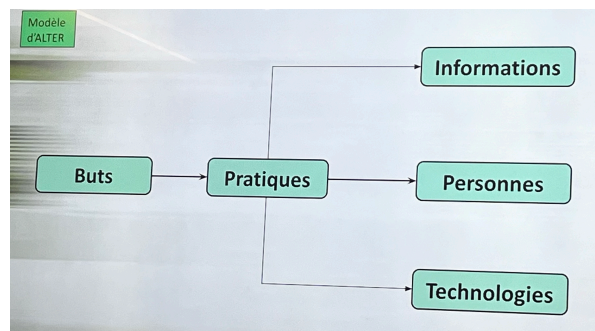 Modèle
d'ALTER
Informations
Buts
Pratiques
Personnes
Technologies